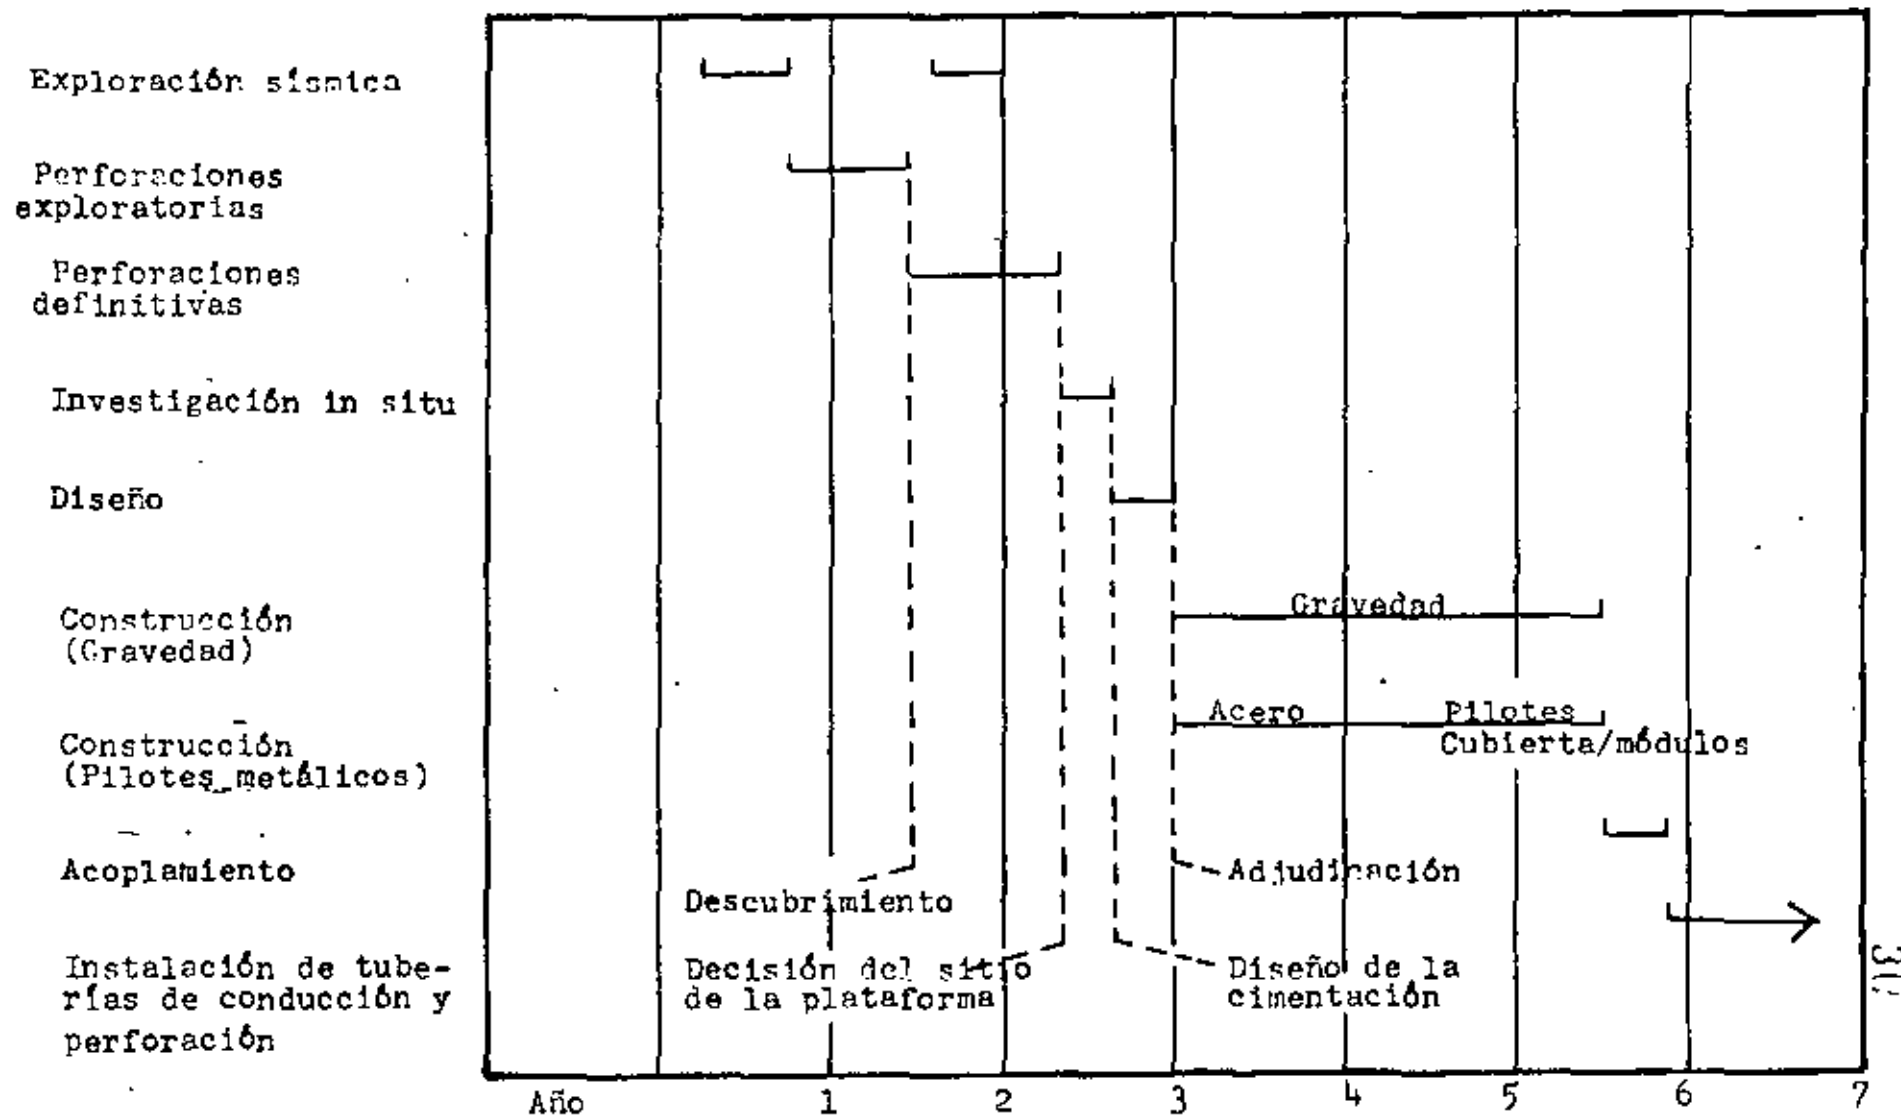 Exploración sísmica
Perforaciones
exploratorias
Perforaciones
definitivas
Investigación in situ
Diseño
Construcción
(Gravedad)
Gravedad
Construcción
(Pilotes metálicos)
Acero
Pilotes
Cubierta/módulos
Acoplamiento
Descubrimiento
Adjudicación
Instalación de tube-
rías de conducción y
perforación
Decisión del sitio
de la plataforma
Diseño de la
cimentación
Año 1 2 3 4 5 6 7